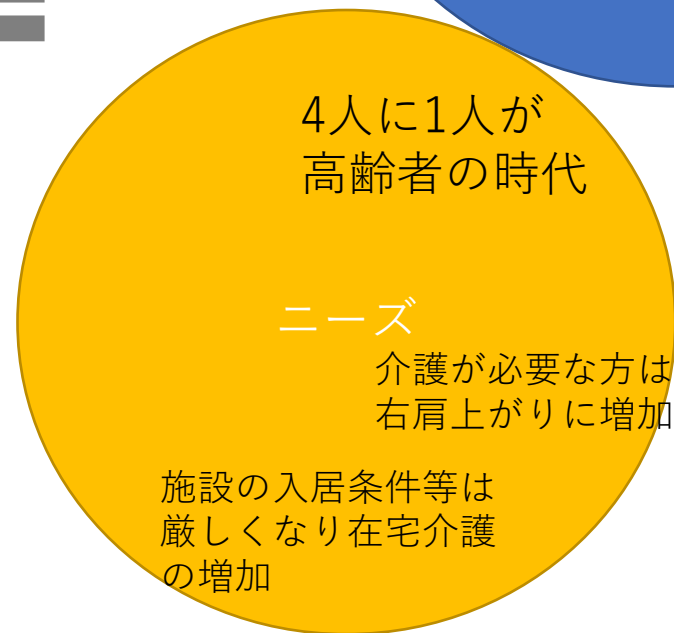 4人に1人が
高齢者の時代
ニーズ
介護が必要な方は
右肩上がりに増加
施設の入居条件等は
厳しくなり在宅介護
の増加